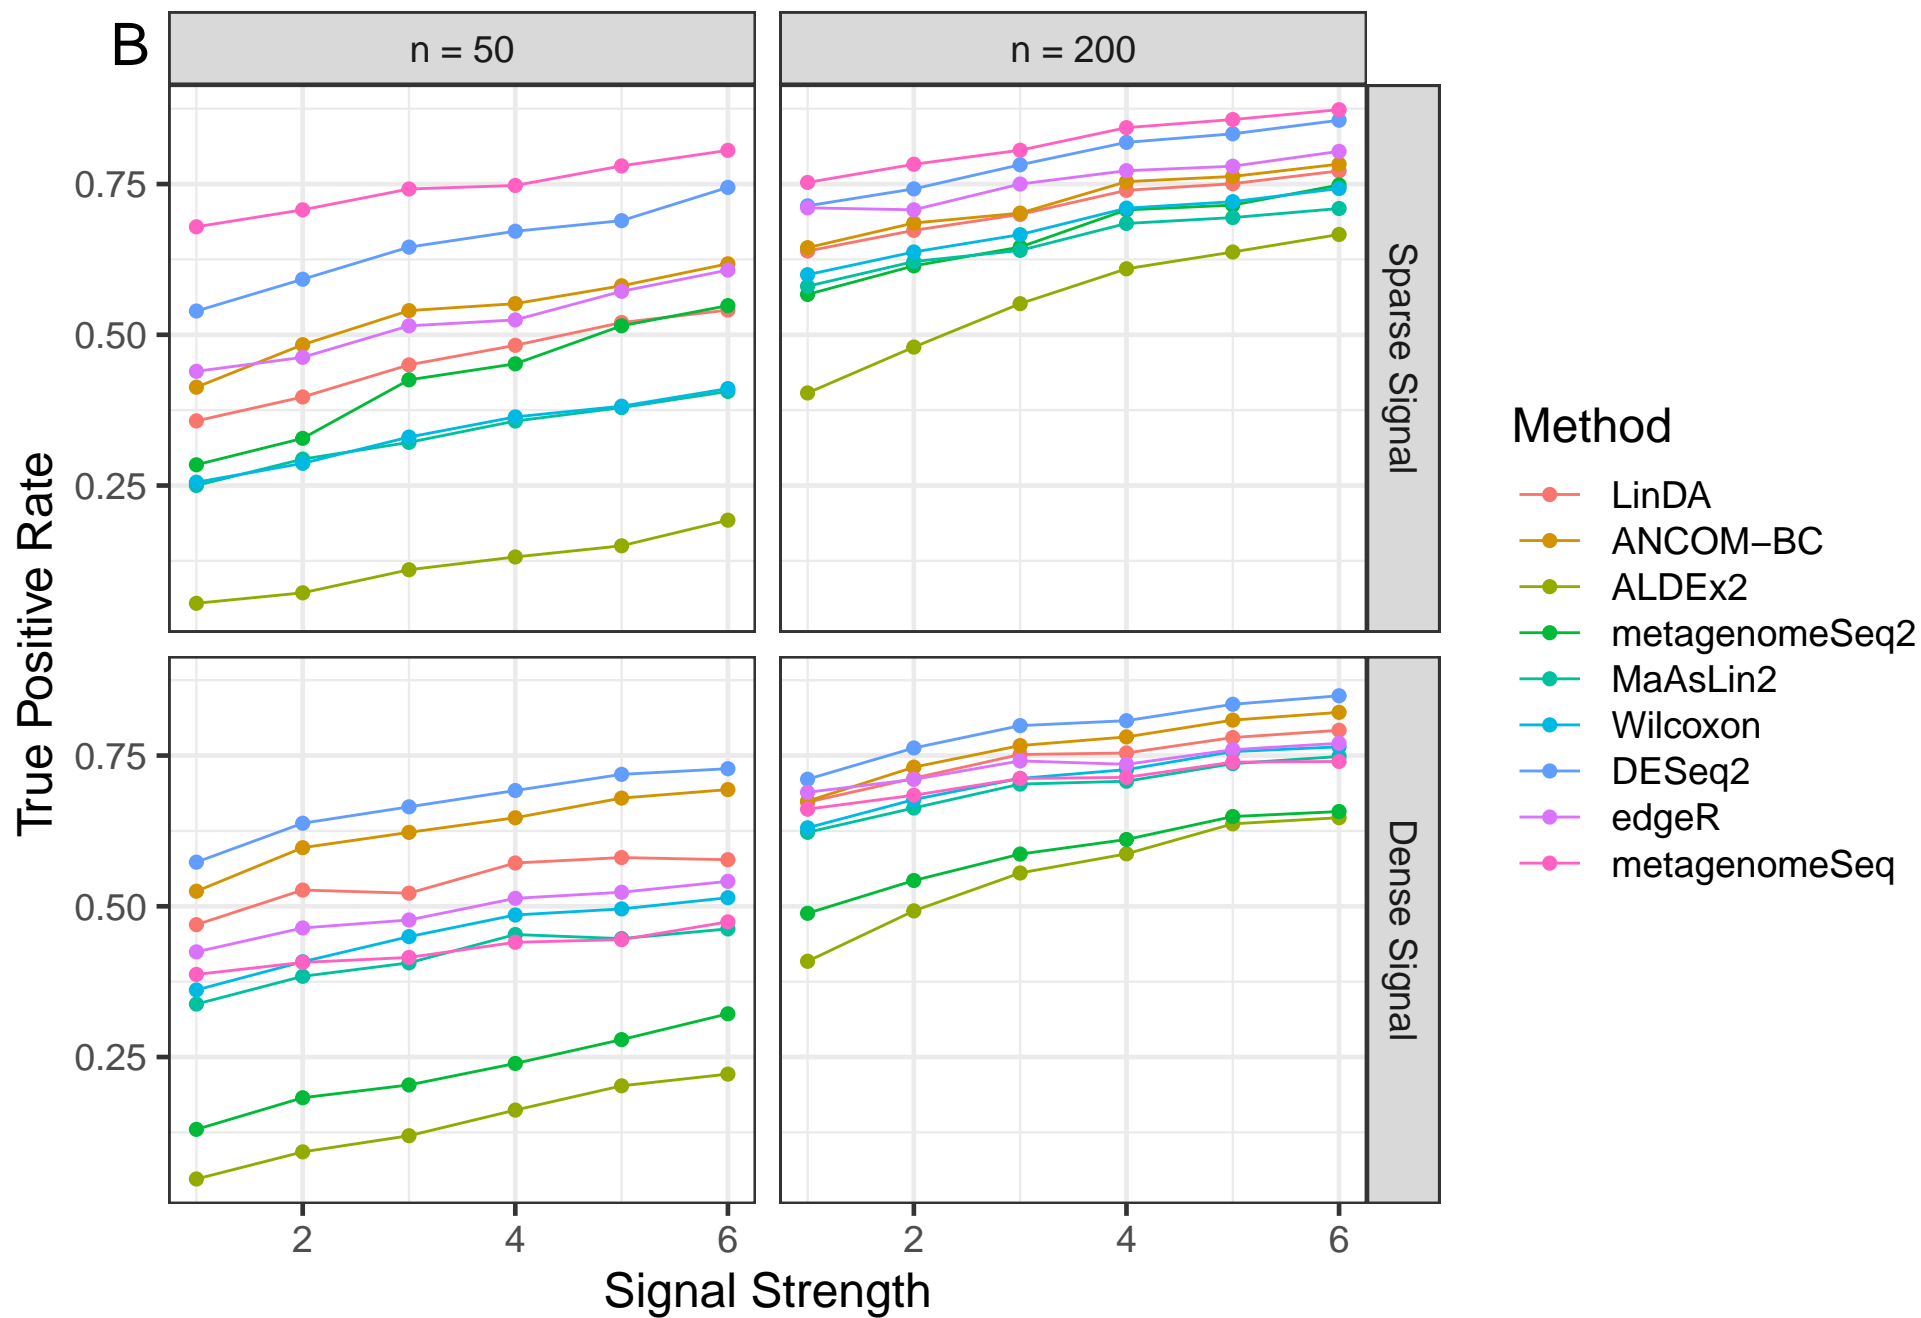 B
n = 50
n = 200
True Positive Rate
0.75
0.50
0.25
Sparse Signal
0.75
0.50
0.25
Dense Signal
2
4
6
2
4
6
Signal Strength
Method
LinDA
ANCOM−BC
ALDEx2
metagenomeSeq2
MaAsLin2
Wilcoxon
DESeq2
edgeR
metagenomeSeq